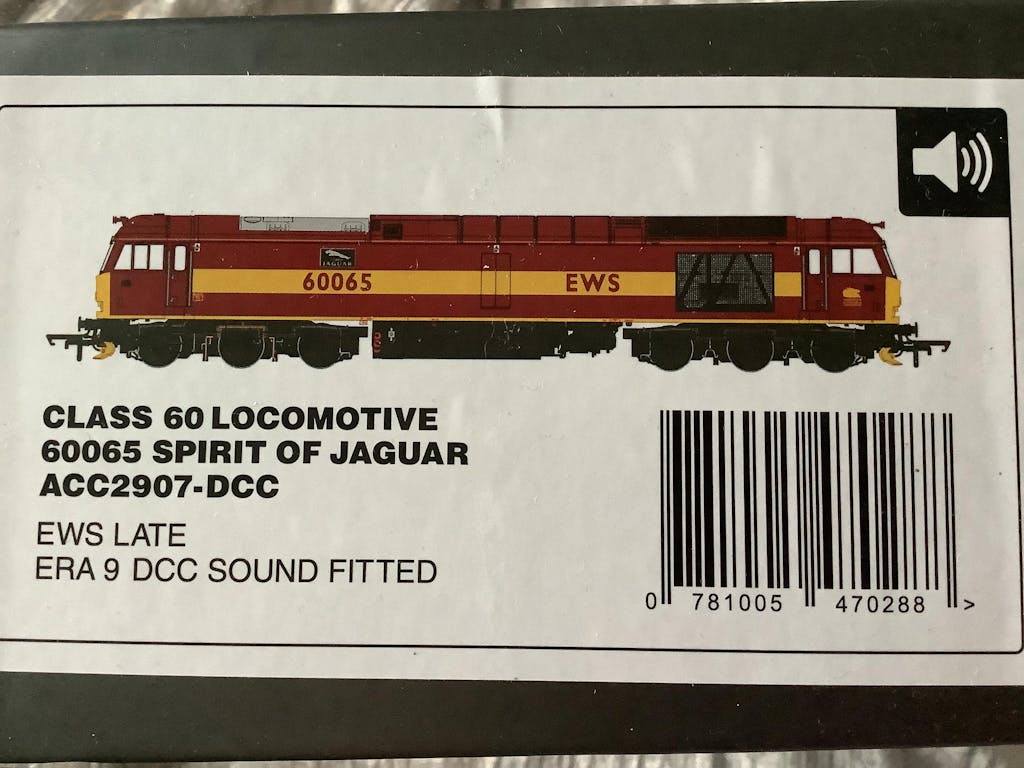 JAGUAR
60065
EWS
CLASS 60 LOCOMOTIVE
60065 SPIRIT OF JAGUAR
ACC2907-DCC
EWS LATE
ERA 9 DCC SOUND FITTED
0 781005 470288 >